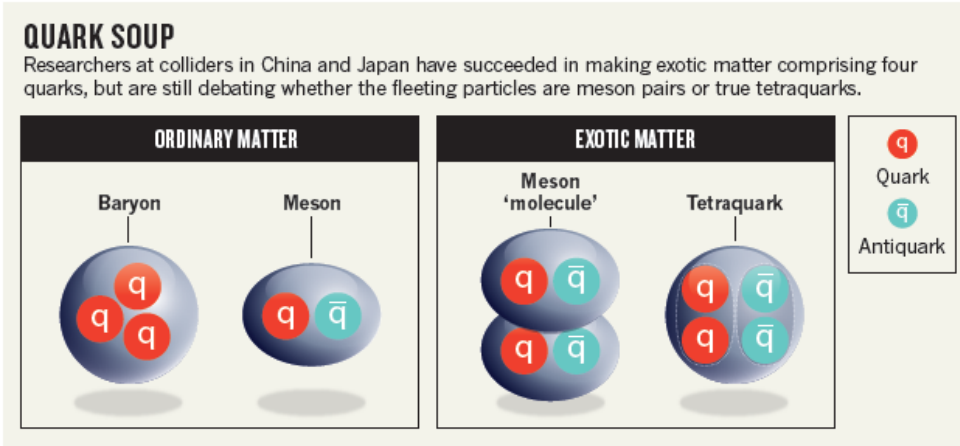 QUARK SOUP
Researchers at colliders in China and Japan have succeeded in making exotic matter comprising four
quarks, but are still debating whether the fleeting particles are meson pairs or true tetraquarks.
ORDINARY MATTER
Baryon
Meson
q
q
q
q
q̅
EXOTIC MATTER
Meson
‘molecule’
Tetraquark
q q̅
q q̅
q q̅
q q̅
q
Quark
q̅
Antiquark